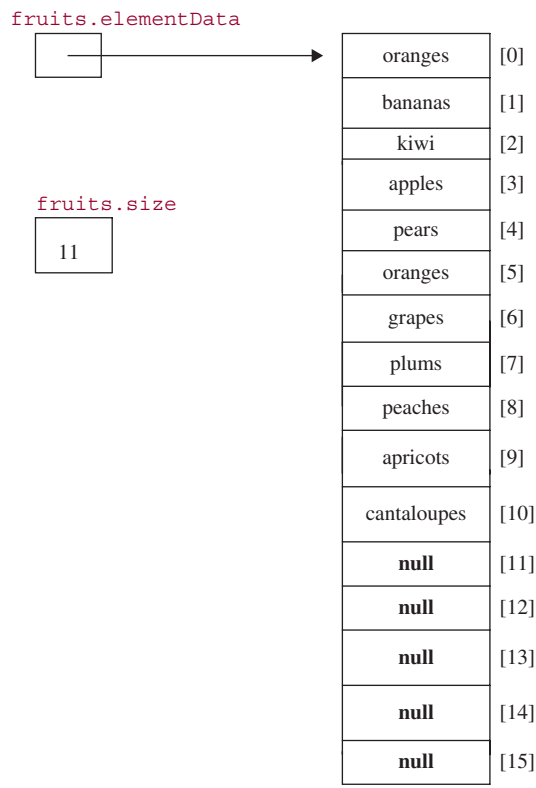 fruits.elementData
oranges [0]
bananas [1]
kiwi [2]
apples [3]
fruits.size
pears [4]
11
oranges [5]
grapes [6]
plums [7]
peaches [8]
apricots [9]
cantaloupes [10]
null [11]
null [12]
null [13]
null [14]
null [15]